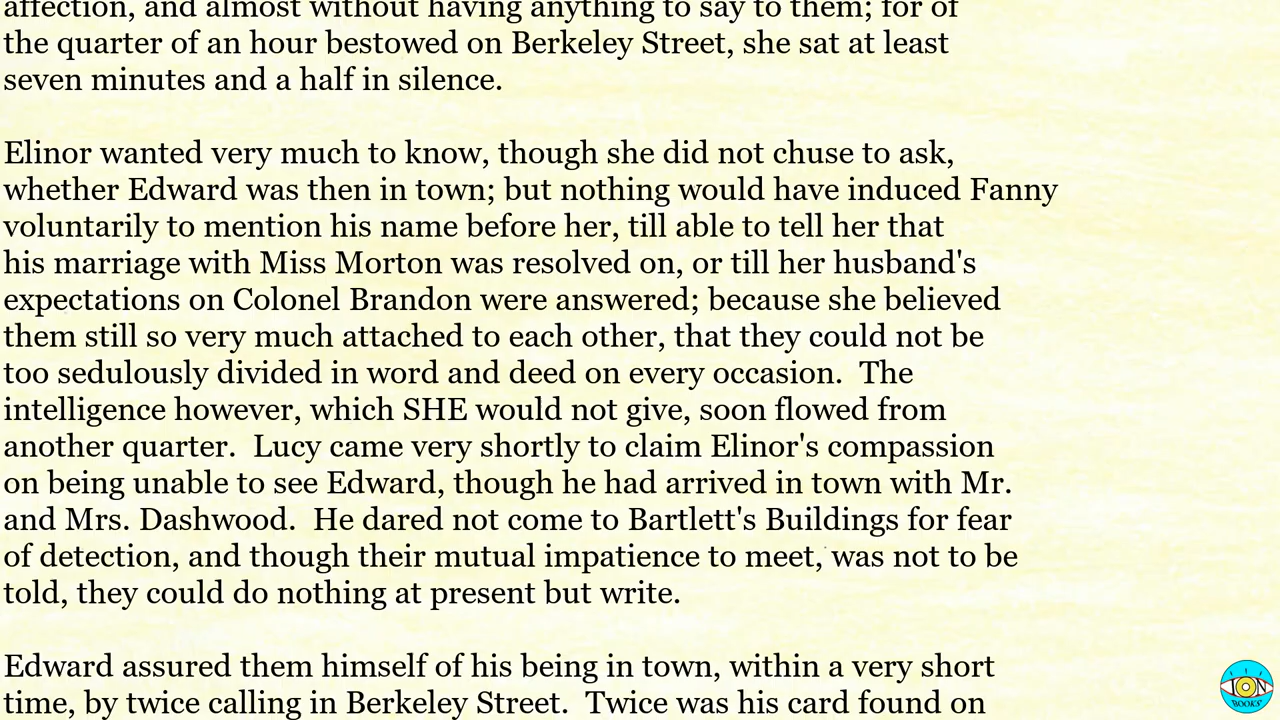 affection, and almost without having anything to say to them; for of
the quarter of an hour bestowed on Berkeley Street, she sat at least
seven minutes and a half in silence.
Elinor wanted very much to know, though she did not chuse to ask,
whether Edward was then in town; but nothing would have induced Fanny
voluntarily to mention his name before her, till able to tell her that
his marriage with Miss Morton was resolved on, or till her husband's
expectations on Colonel Brandon were answered; because she believed
them still so very much attached to each other, that they could not be
too sedulously divided in word and deed on every occasion.  The
intelligence however, which SHE would not give, soon flowed from
another quarter.  Lucy came very shortly to claim Elinor's compassion
on being unable to see Edward, though he had arrived in town with Mr.
and Mrs. Dashwood.  He dared not come to Bartlett's Buildings for fear
of detection, and though their mutual impatience to meet, was not to be
told, they could do nothing at present but write.
Edward assured them himself of his being in town, within a very short
time, by twice calling in Berkeley Street.  Twice was his card found on
ION
BOOKS